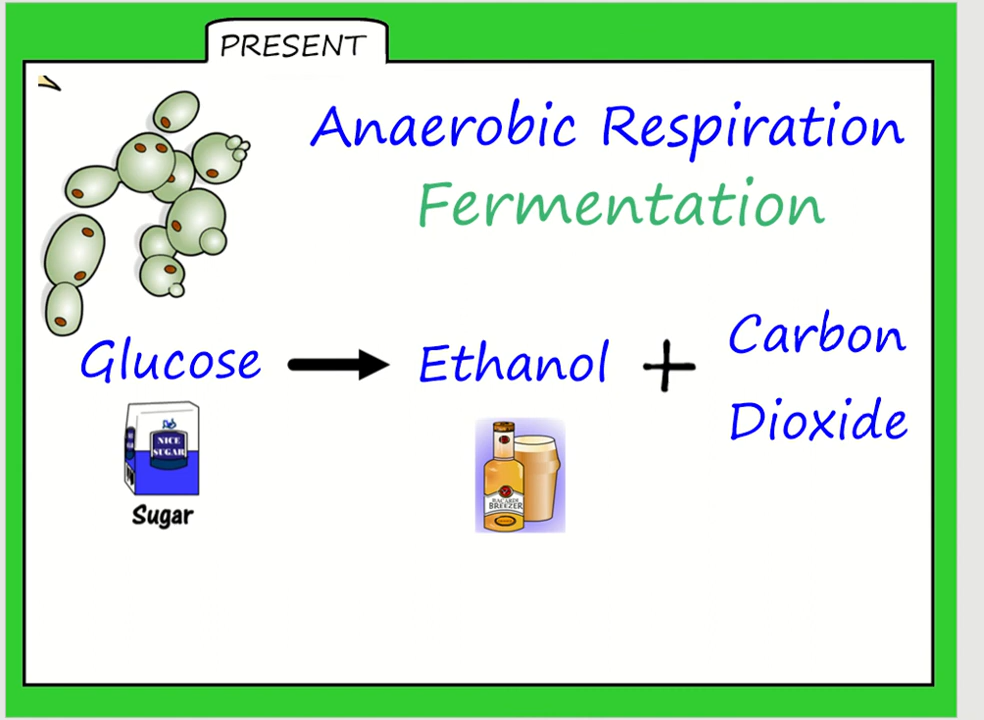 PRESENT
Anaerobic Respiration
Fermentation
Glucose
Ethanol
+
Carbon
Dioxide
NICE
SUGAR
BACARDI
BREEZER
Sugar